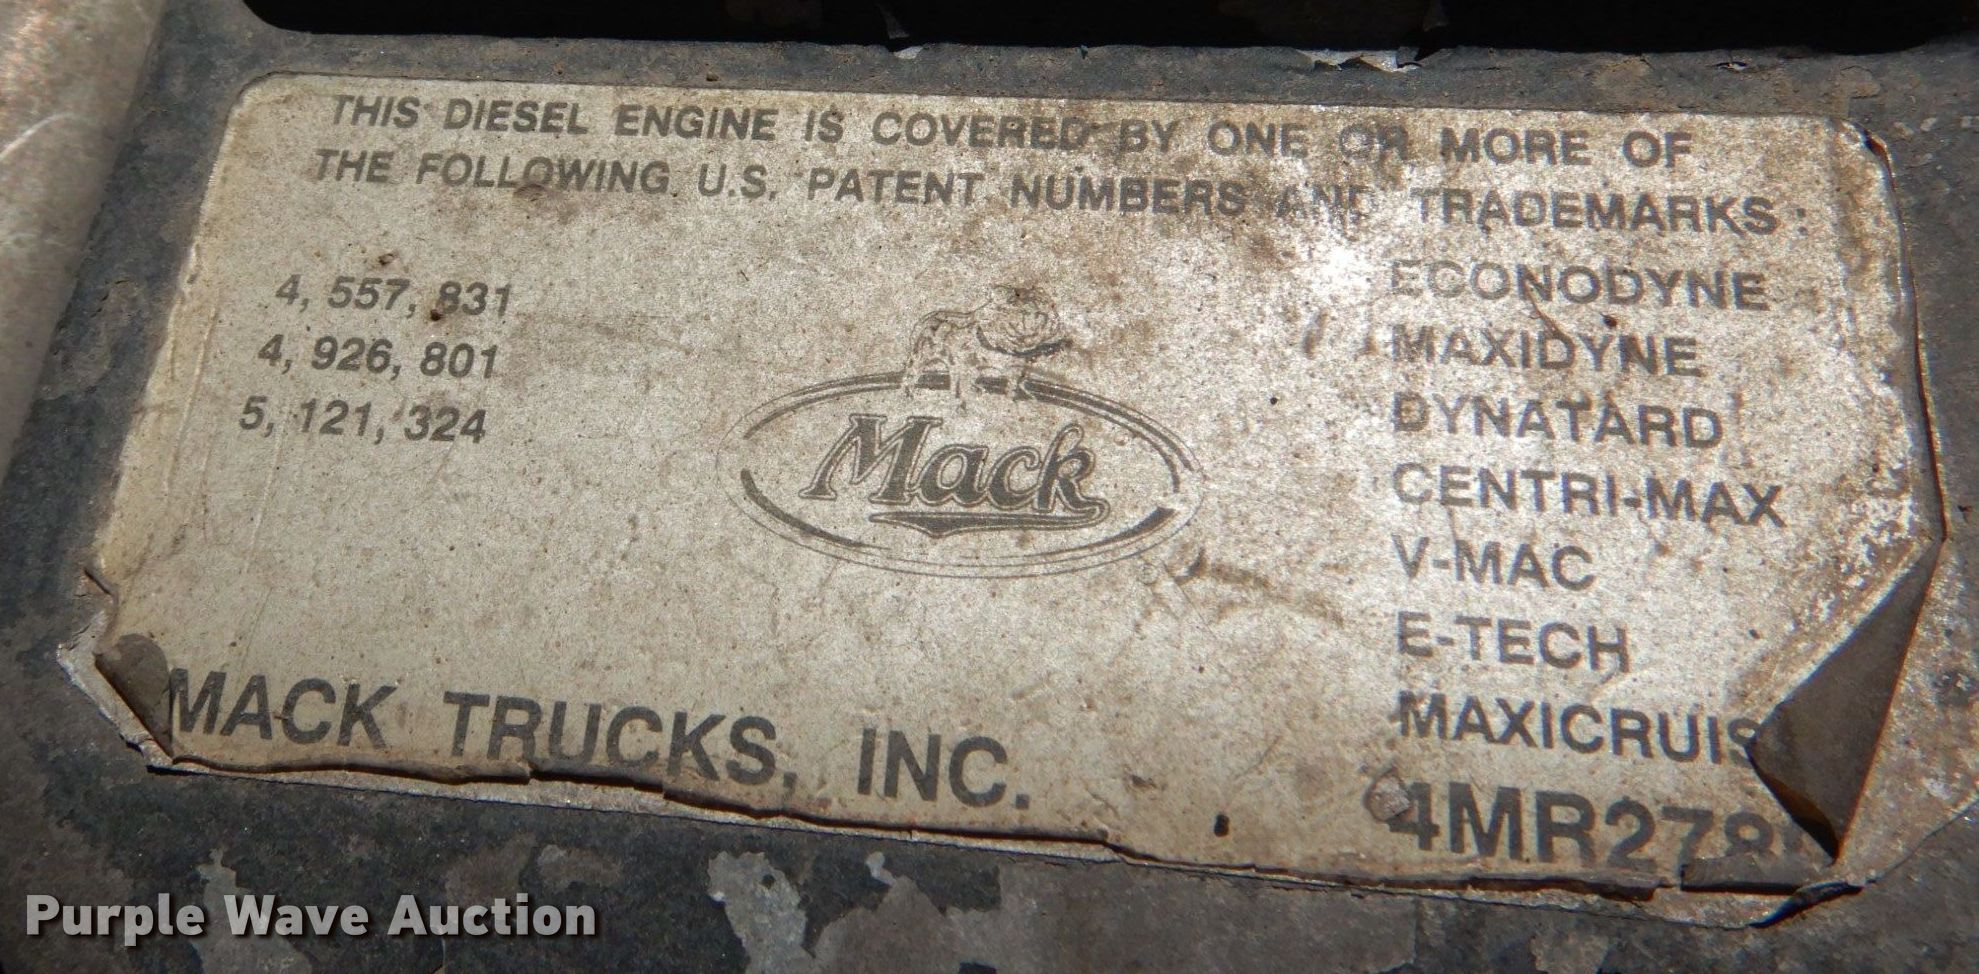 THIS DIESEL ENGINE IS COVERED BY ONE OR MORE OF
THE FOLLOWING U.S. PATENT NUMBERS AND TRADEMARKS:
4, 557, 831
4, 926, 801
5, 121, 324
Mack
ECONODYNE
MAXIDYNE
DYNATARD
CENTRI-MAX
V-MAC
E-TECH
MAXICRUIS
MACK TRUCKS, INC.
4MR278
Purple Wave Auction